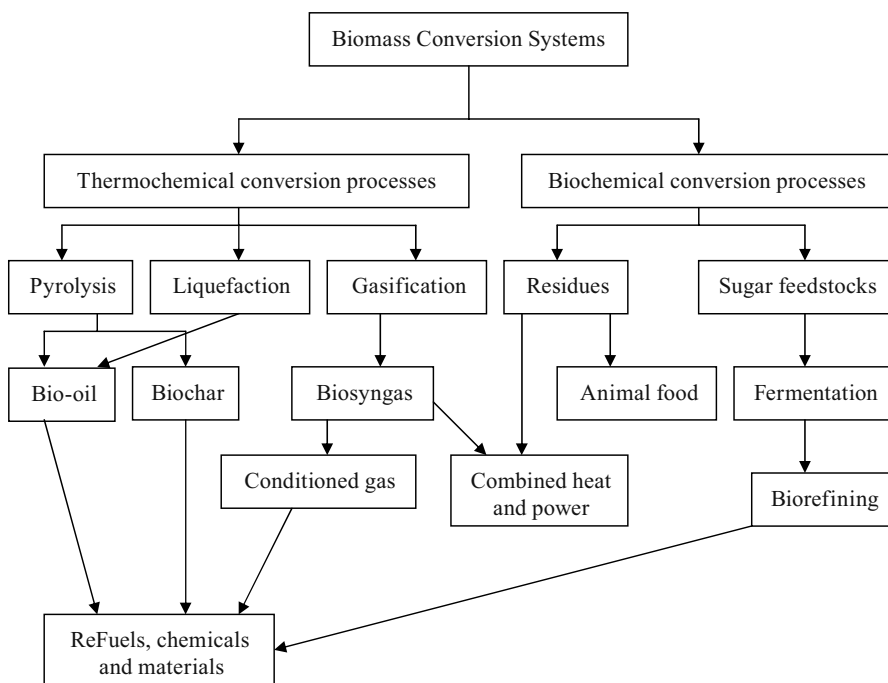 Biomass Conversion Systems
Thermochemical conversion processes
Biochemical conversion processes
Pyrolysis
Liquefaction
Gasification
Residues
Sugar feedstocks
Bio-oil
Biochar
Biosyngas
Animal food
Fermentation
Conditioned gas
Combined heat
and power
Biorefining
ReFuels, chemicals
and materials